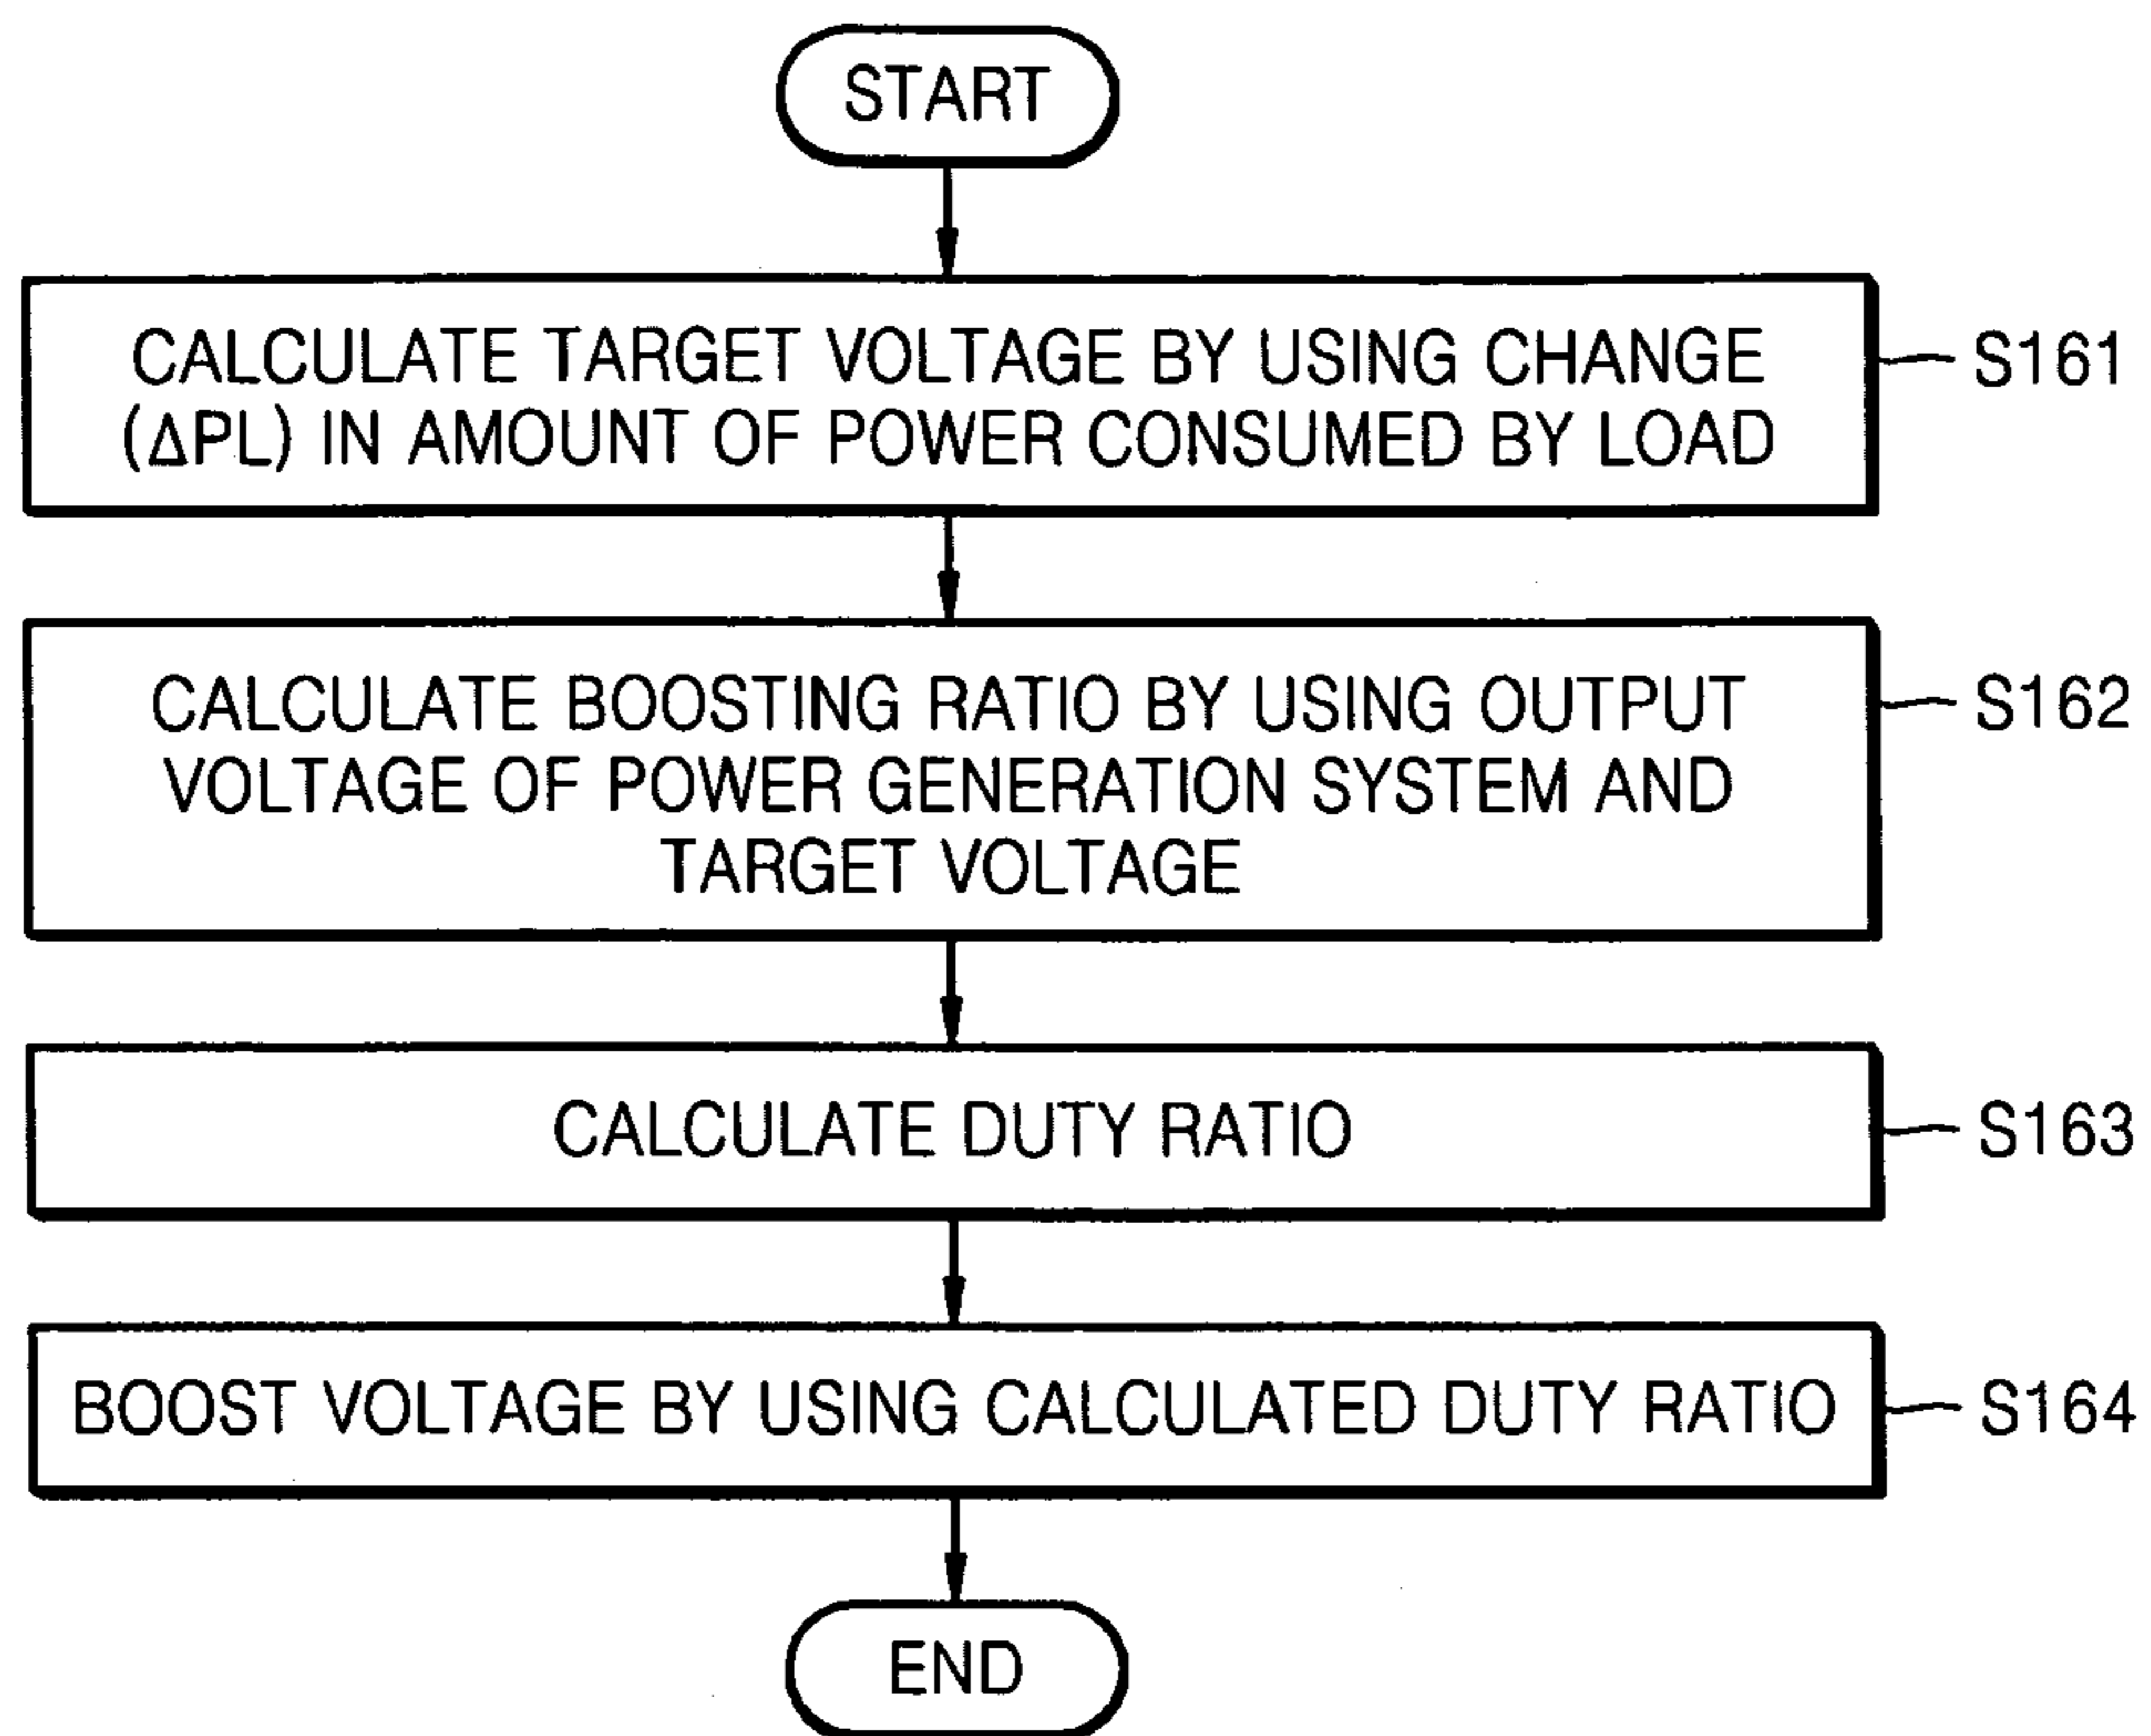 START
CALCULATE TARGET VOLTAGE BY USING CHANGE
(ΔPL) IN AMOUNT OF POWER CONSUMED BY LOAD
S161
CALCULATE BOOSTING RATIO BY USING OUTPUT
VOLTAGE OF POWER GENERATION SYSTEM AND
TARGET VOLTAGE
S162
CALCULATE DUTY RATIO
S163
BOOST VOLTAGE BY USING CALCULATED DUTY RATIO
S164
END